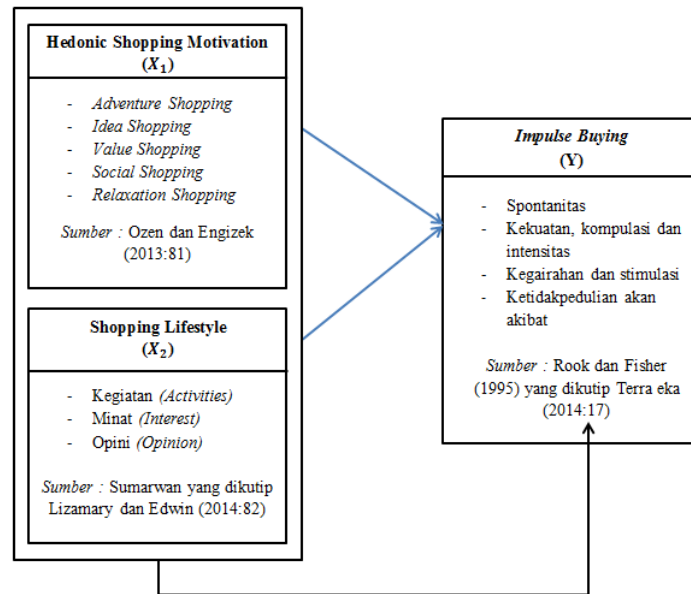 Hedonic Shopping Motivation
(X₁)
- Adventure Shopping
- Idea Shopping
- Value Shopping
- Social Shopping
- Relaxation Shopping
Sumber : Ozen dan Engizek
(2013:81)
Shopping Lifestyle
(X₂)
- Kegiatan (Activities)
- Minat (Interest)
- Opini (Opinion)
Sumber : Sumarwan yang dikutip
Lizamary dan Edwin (2014:82)
Impulse Buying
(Y)
- Spontanitas
- Kekuatan, kompulasi dan
intensitas
- Kegairahan dan stimulasi
- Ketidakpedulian akan
akibat
Sumber : Rook dan Fisher
(1995) yang dikutip Terra eka
(2014:17)